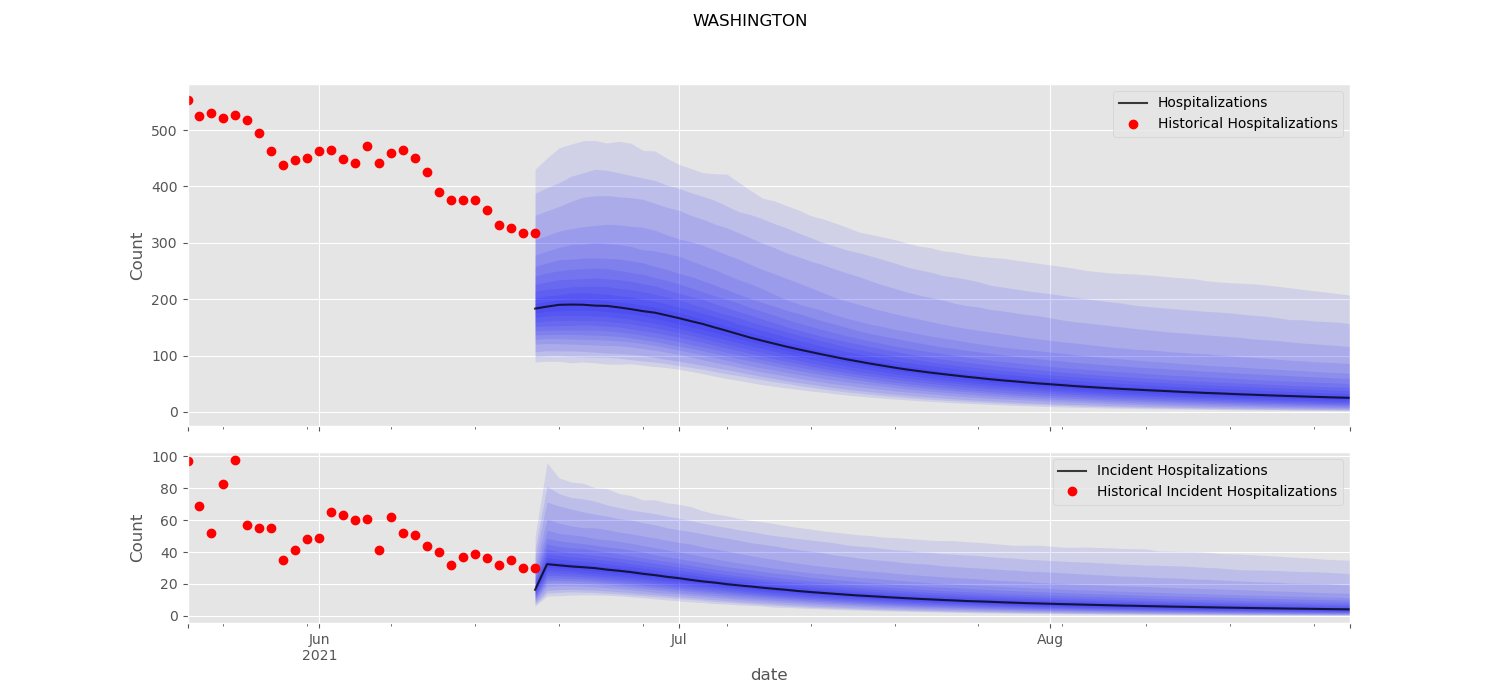 WASHINGTON
Hospitalizations
Historical Hospitalizations
Count
500
400
300
200
100
0
Incident Hospitalizations
Historical Incident Hospitalizations
Count
100
80
60
40
20
0
Jun
2021
Jul
Aug
date